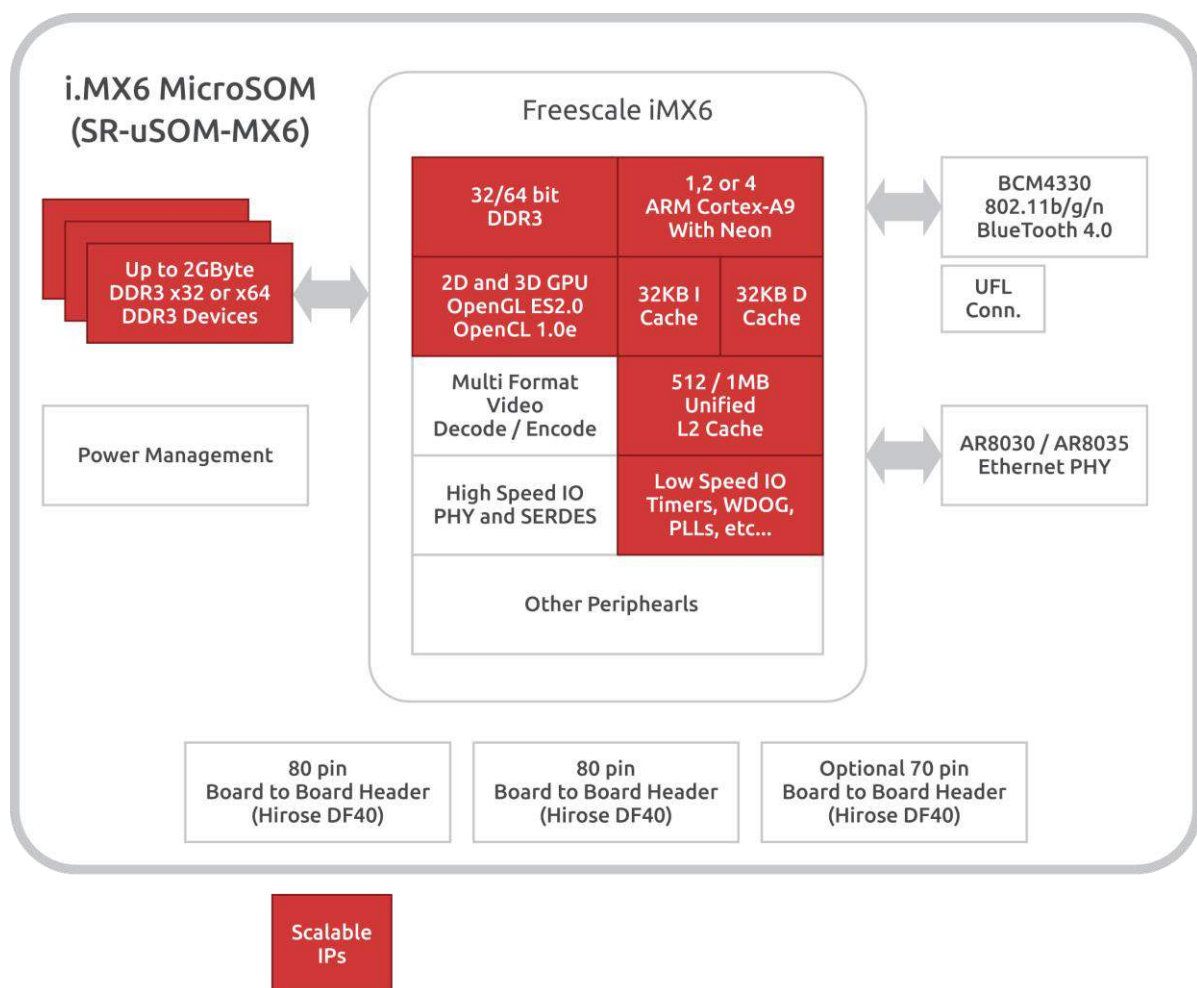 i.MX6 MicroSOM
(SR-uSOM-MX6)
Freescale iMX6
32/64 bit
DDR3
1,2 or 4
ARM Cortex-A9
With Neon
BCM4330
802.11b/g/n
BlueTooth 4.0
Up to 2GByte
DDR3 x32 or x64
DDR3 Devices
2D and 3D GPU
OpenGL ES2.0
OpenCL 1.0e
32KB I
Cache
32KB D
Cache
UFL
Conn.
Multi Format
Video
Decode / Encode
512 / 1MB
Unified
L2 Cache
Power Management
AR8030 / AR8035
Ethernet PHY
High Speed IO
PHY and SERDES
Low Speed IO
Timers, WDOG,
PLLs, etc...
Other Periphearls
80 pin
Board to Board Header
(Hirose DF40)
80 pin
Board to Board Header
(Hirose DF40)
Optional 70 pin
Board to Board Header
(Hirose DF40)
Scalable
IPs